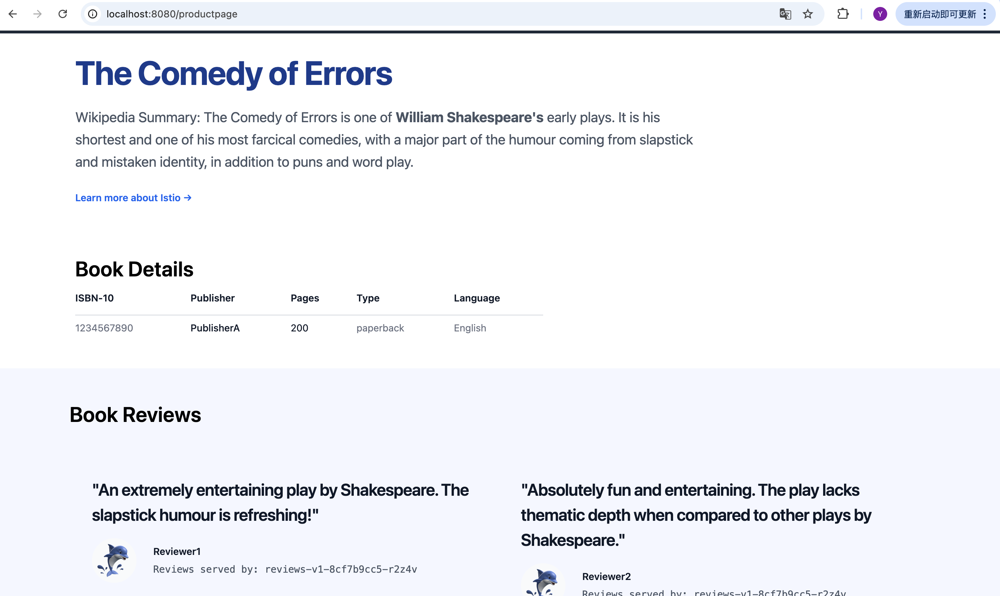 localhost:8080/productpage
Y
重新启动即可更新
The Comedy of Errors
Wikipedia Summary: The Comedy of Errors is one of William Shakespeare's early plays. It is his
shortest and one of his most farcical comedies, with a major part of the humour coming from slapstick
and mistaken identity, in addition to puns and word play.
Learn more about Istio →
Book Details
ISBN-10 Publisher Pages Type Language
1234567890 PublisherA 200 paperback English
Book Reviews
"An extremely entertaining play by Shakespeare. The
slapstick humour is refreshing!"
Reviewer1
Reviews served by: reviews-v1-8cf7b9cc5-r2z4v
"Absolutely fun and entertaining. The play lacks
thematic depth when compared to other plays by
Shakespeare."
Reviewer2
Reviews served by: reviews-v1-8cf7b9cc5-r2z4v